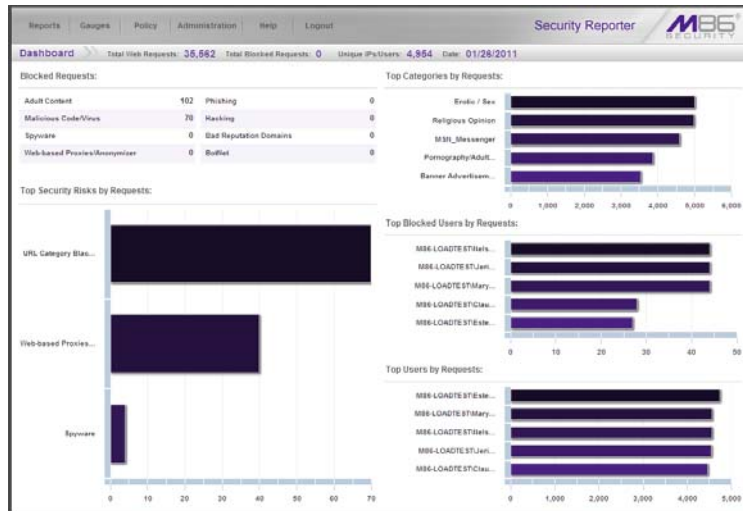 Reports Gauges Policy Administration Help Logout
Security Reporter
M86 SECURITY
Dashboard Total Web Requests: 35,562 Total Blocked Requests: 0 Unique IPs/Users: 4,954 Date: 01/26/2011
Blocked Requests:
Adult Content 102 Phishing 0
Malicious Code/Virus 70 Hacking 0
Spyware 0 Bad Reputation Domains 0
Web-based Proxies/Anonymizer 0 BotNet 0
Top Security Risks by Requests:
URL Category Blac...
Web-based Proxies...
Spyware
0 10 20 30 40 50 60 70
Top Categories by Requests:
Erotic / Sex
Religious Opinion
MSN_Messenger
Pornography/Adult...
Banner Advertisem...
0 1,000 2,000 3,000 4,000 5,000 6,000
Top Blocked Users by Requests:
M86-LOADTEST\Nels...
M86-LOADTEST\Jeri...
M86-LOADTEST\Mary...
M86-LOADTEST\Clau...
M86-LOADTEST\Este...
0 10 20 30 40 50
Top Users by Requests:
M86-LOADTEST\Este...
M86-LOADTEST\Mary...
M86-LOADTEST\Nels...
M86-LOADTEST\Jeri...
M86-LOADTEST\Clau...
0 1,000 2,000 3,000 4,000 5,000